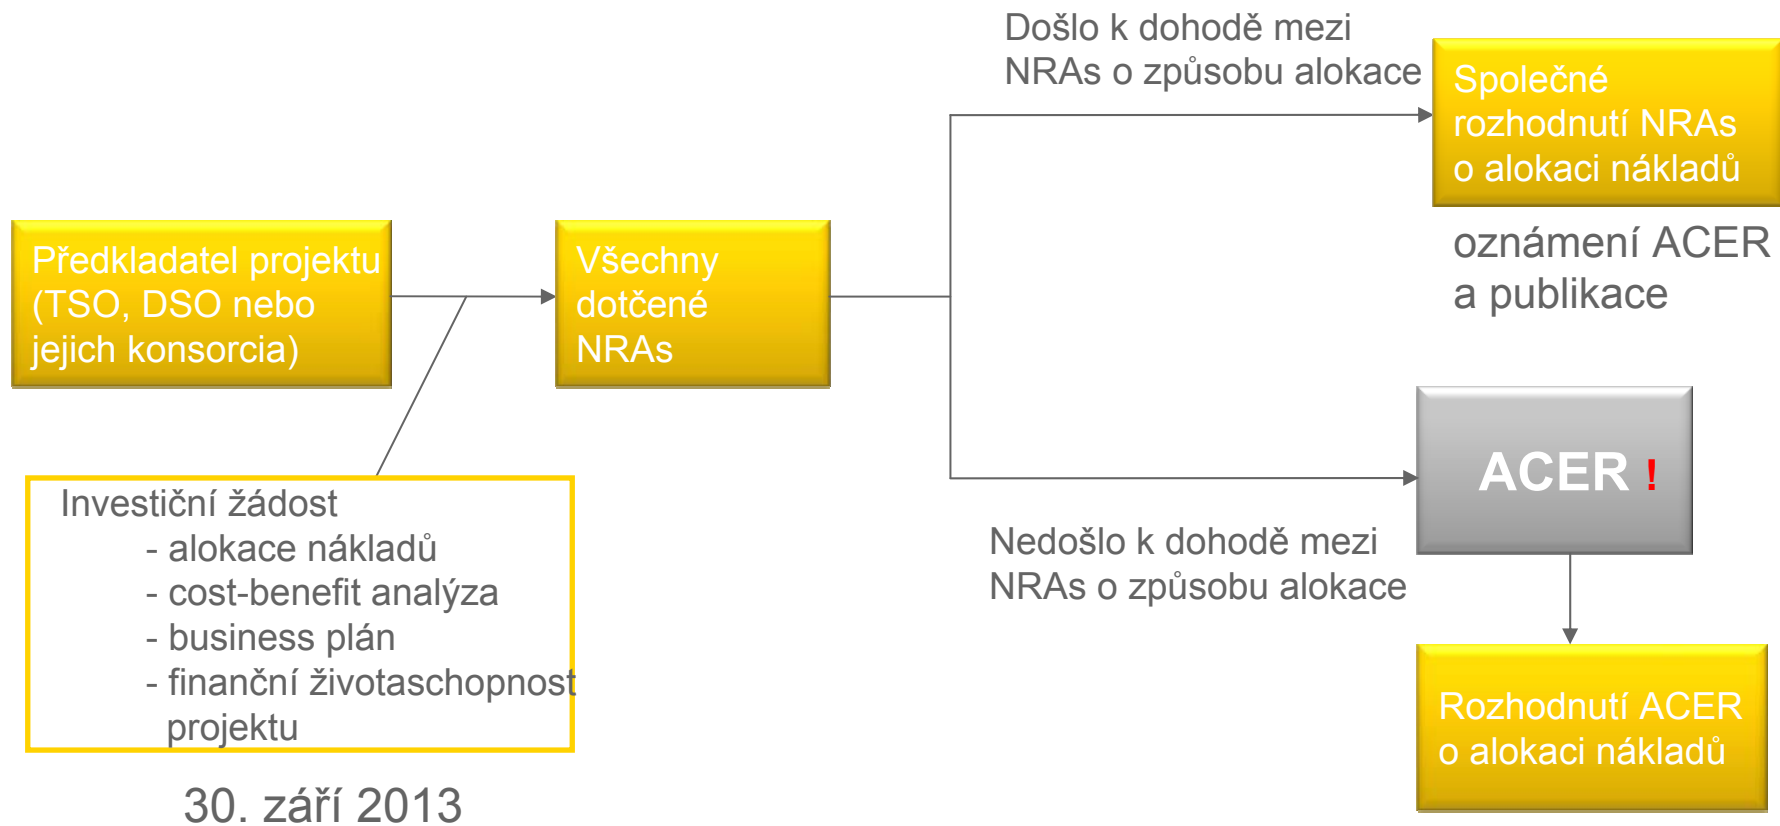 Předkladatel projektu
(TSO, DSO nebo
jejich konsorcia)
Investiční žádost
- alokace nákladů
- cost-benefit analýza
- business plán
- finanční životaschopnost
projektu
30. září 2013
Všechny
dotčené
NRAs
Došlo k dohodě mezi
NRAs o způsobu alokace
Společné
rozhodnutí NRAs
o alokaci nákladů
oznámení ACER
a publikace
Nedošlo k dohodě mezi
NRAs o způsobu alokace
ACER !
Rozhodnutí ACER
o alokaci nákladů